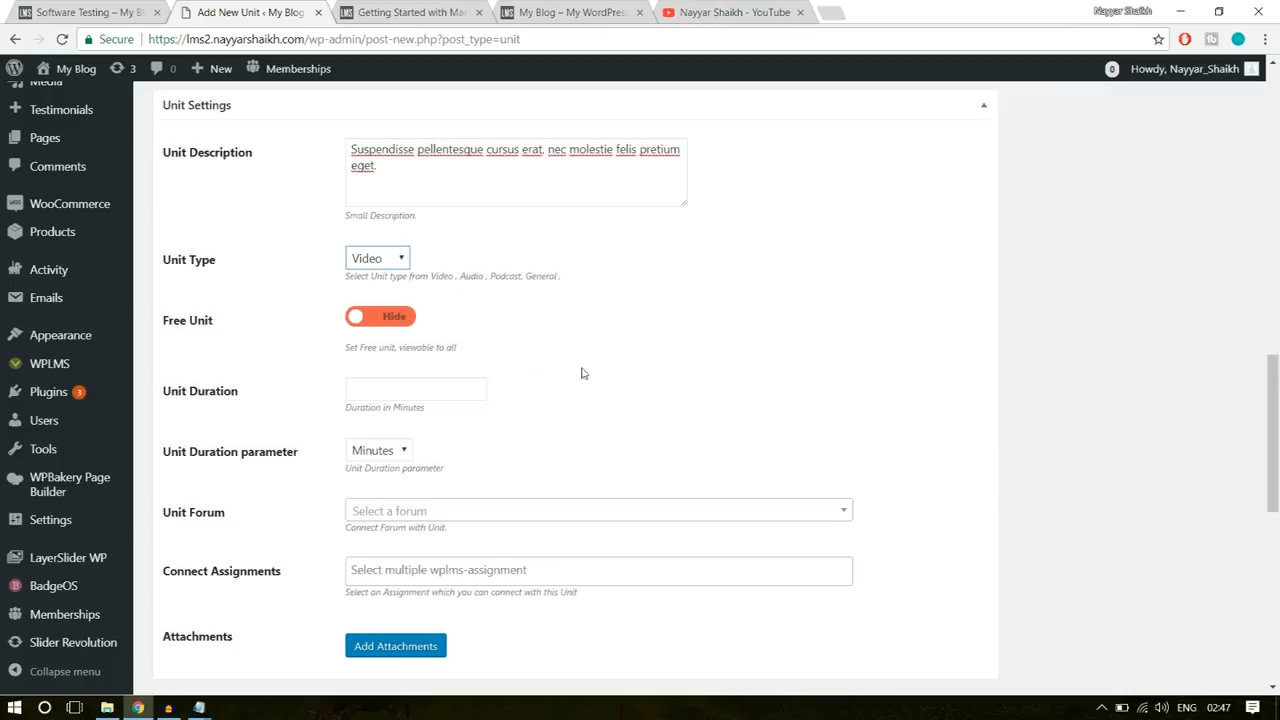 Software Testing – My Bl
Add New Unit ‹ My Blog
Getting Started with Mac
My Blog – My WordPress
Nayyar Shaikh - YouTube
Nayyar Shaikh
Secure
https://lms2.nayyarshaikh.com/wp-admin/post-new.php?post_type=unit
My Blog
3
0
New
Memberships
0
Howdy, Nayyar_Shaikh
Media
Testimonials
Pages
Comments
WooCommerce
Products
Activity
Emails
Appearance
WPLMS
Plugins 3
Users
Tools
WPBakery Page
Builder
Settings
LayerSlider WP
BadgeOS
Memberships
Slider Revolution
Collapse menu
Unit Settings
Unit Description
Suspendisse pellentesque cursus erat, nec molestie felis pretium
eget.
Small Description.
Unit Type
Video
Select Unit type from Video , Audio , Podcast, General .
Free Unit
Hide
Set Free unit, viewable to all
Unit Duration
Duration in Minutes
Unit Duration parameter
Minutes
Unit Duration parameter
Unit Forum
Select a forum
Connect Forum with Unit.
Connect Assignments
Select multiple wplms-assignment
Select an Assignment which you can connect with this Unit
Attachments
Add Attachments
ENG
02:47